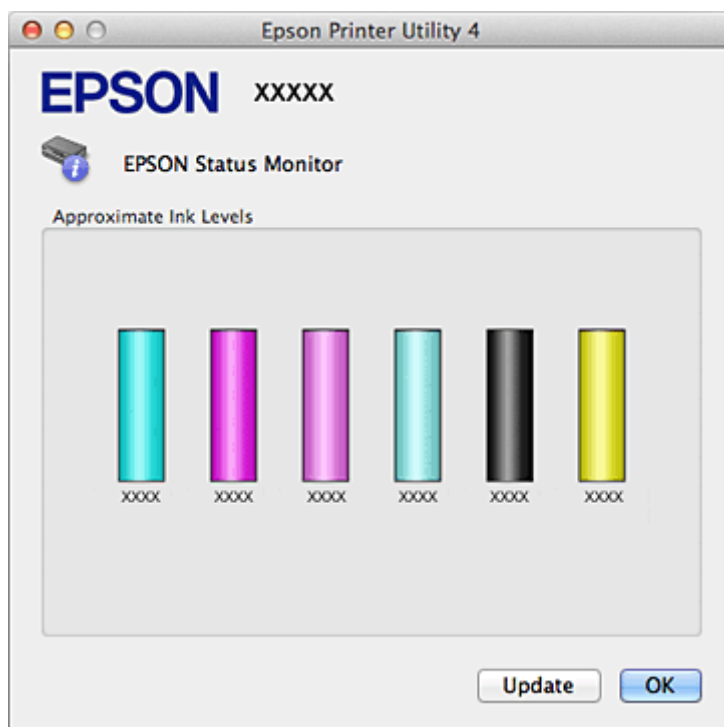 Epson Printer Utility 4
EPSON XXXXX
EPSON Status Monitor
Approximate Ink Levels
XXXX XXXX XXXX XXXX XXXX XXXX
Update OK